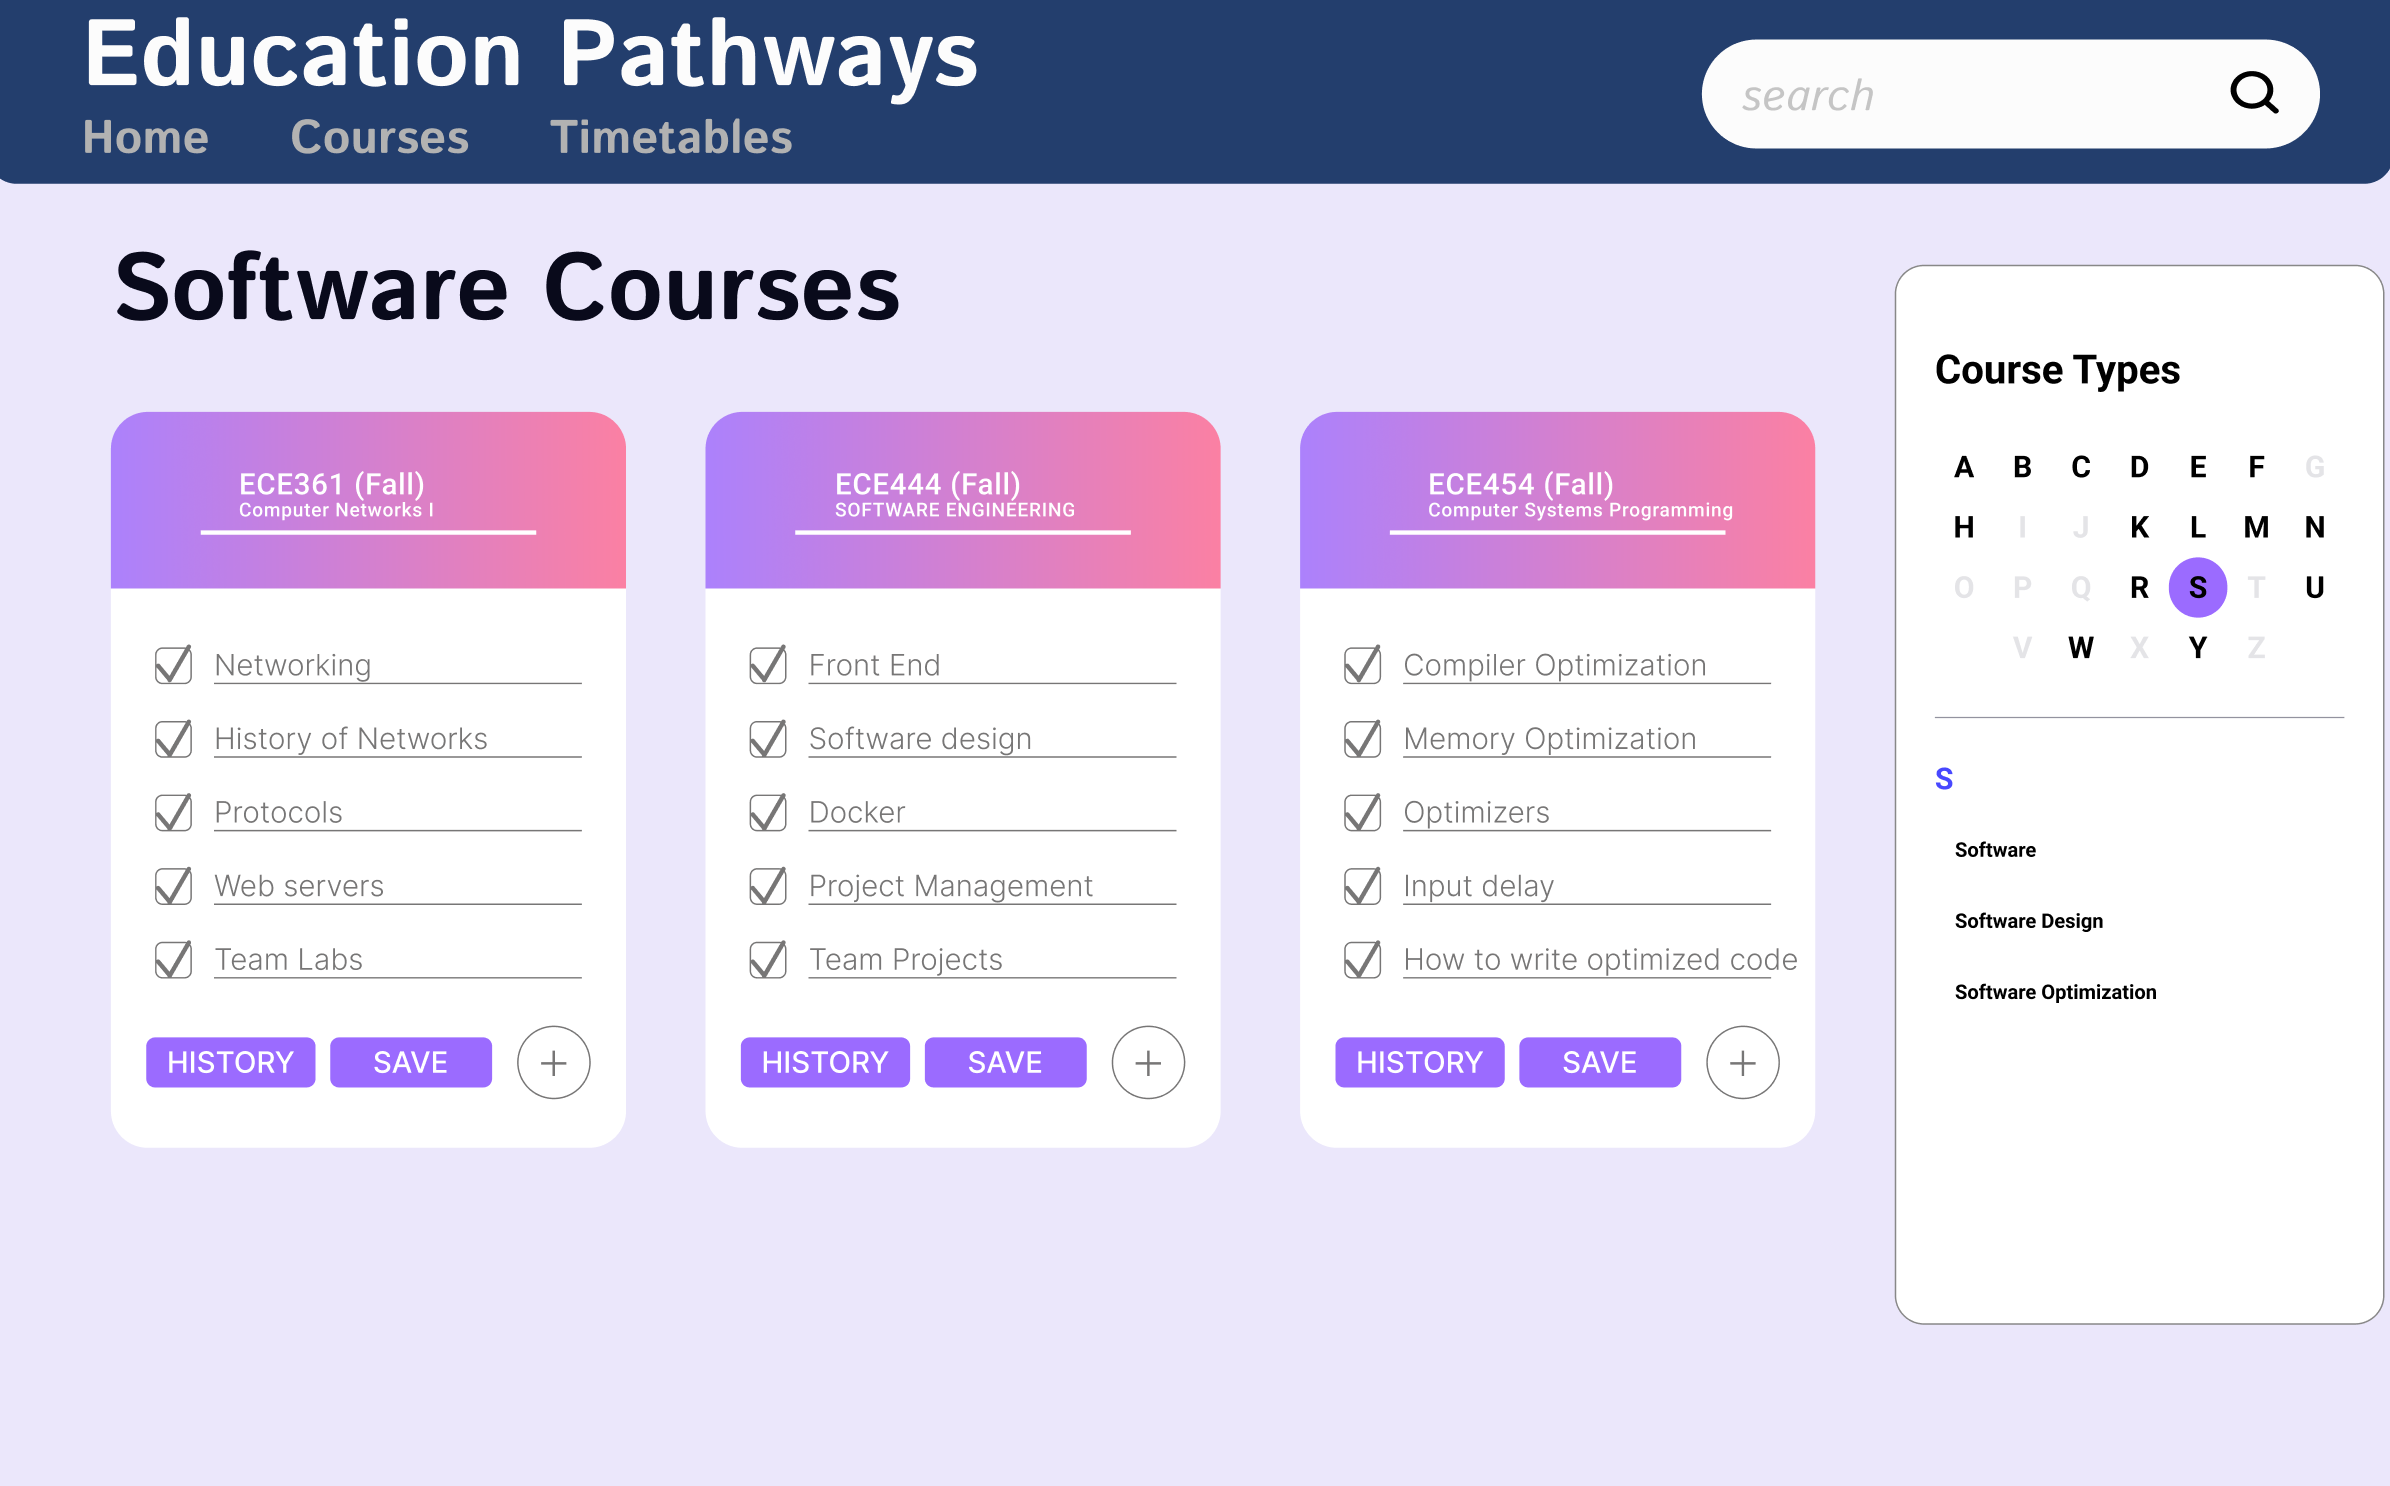 Education Pathways
search
Home Courses Timetables
Software Courses
ECE361 (Fall)
Computer Networks I
Networking
History of Networks
Protocols
Web servers
Team Labs
HISTORY SAVE +
ECE444 (Fall)
SOFTWARE ENGINEERING
Front End
Software design
Docker
Project Management
Team Projects
HISTORY SAVE +
ECE454 (Fall)
Computer Systems Programming
Compiler Optimization
Memory Optimization
Optimizers
Input delay
How to write optimized code
HISTORY SAVE +
Course Types
A B C D E F G
H I J K L M N
O P Q R S T U
V W X Y Z
S
Software
Software Design
Software Optimization